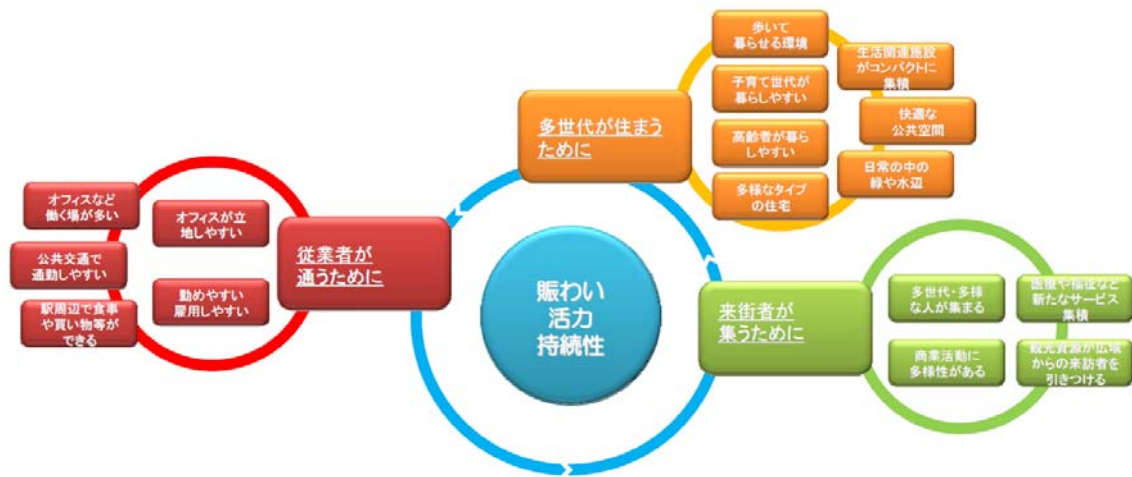 歩いて
暮らせる環境
子育て世代が
暮らしやすい
高齢者が暮ら
しやすい
多様なタイプ
の住宅
生活関連施設
がコンパクトに
集積
快適な
公共空間
日常の中の
緑や水辺
多世代が住まう
ために
オフィスなど
働く場が多い
公共交通で
通勤しやすい
駅周辺で食事
や買い物等が
できる
オフィスが立
地しやすい
勤めやすい
雇用しやすい
従業者が
通うために
賑わい
活力
持続性
来街者が
集うために
多世代・多様
な人が集まる
商業活動に
多様性がある
医療や福祉など
新たなサービス
集積
観光資源が広域
からの来訪者を
引きつける